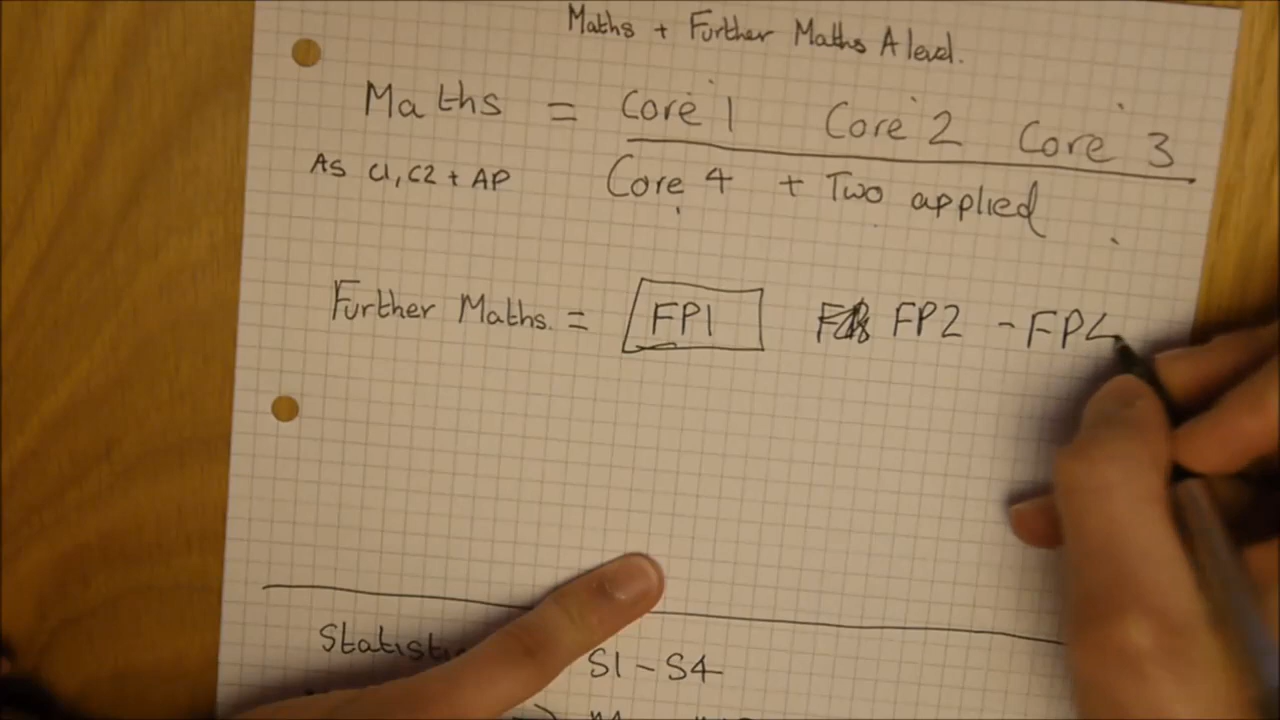 Maths + Further Maths A level.
Maths = Core 1 Core 2 Core 3
As C1, C2 + AP Core 4 + Two applied
Further Maths. = FP1 FP2 - FP4
S1 - S4